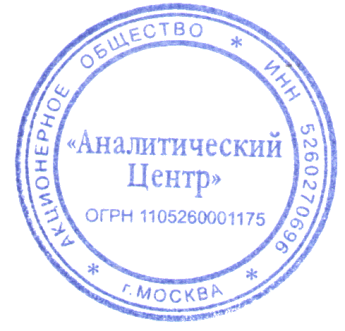 АКЦИОНЕРНОЕ ОБЩЕСТВО * ИНН 5260270696 * г.МОСКВА *
«Аналитический
Центр»
ОГРН 1105260001175